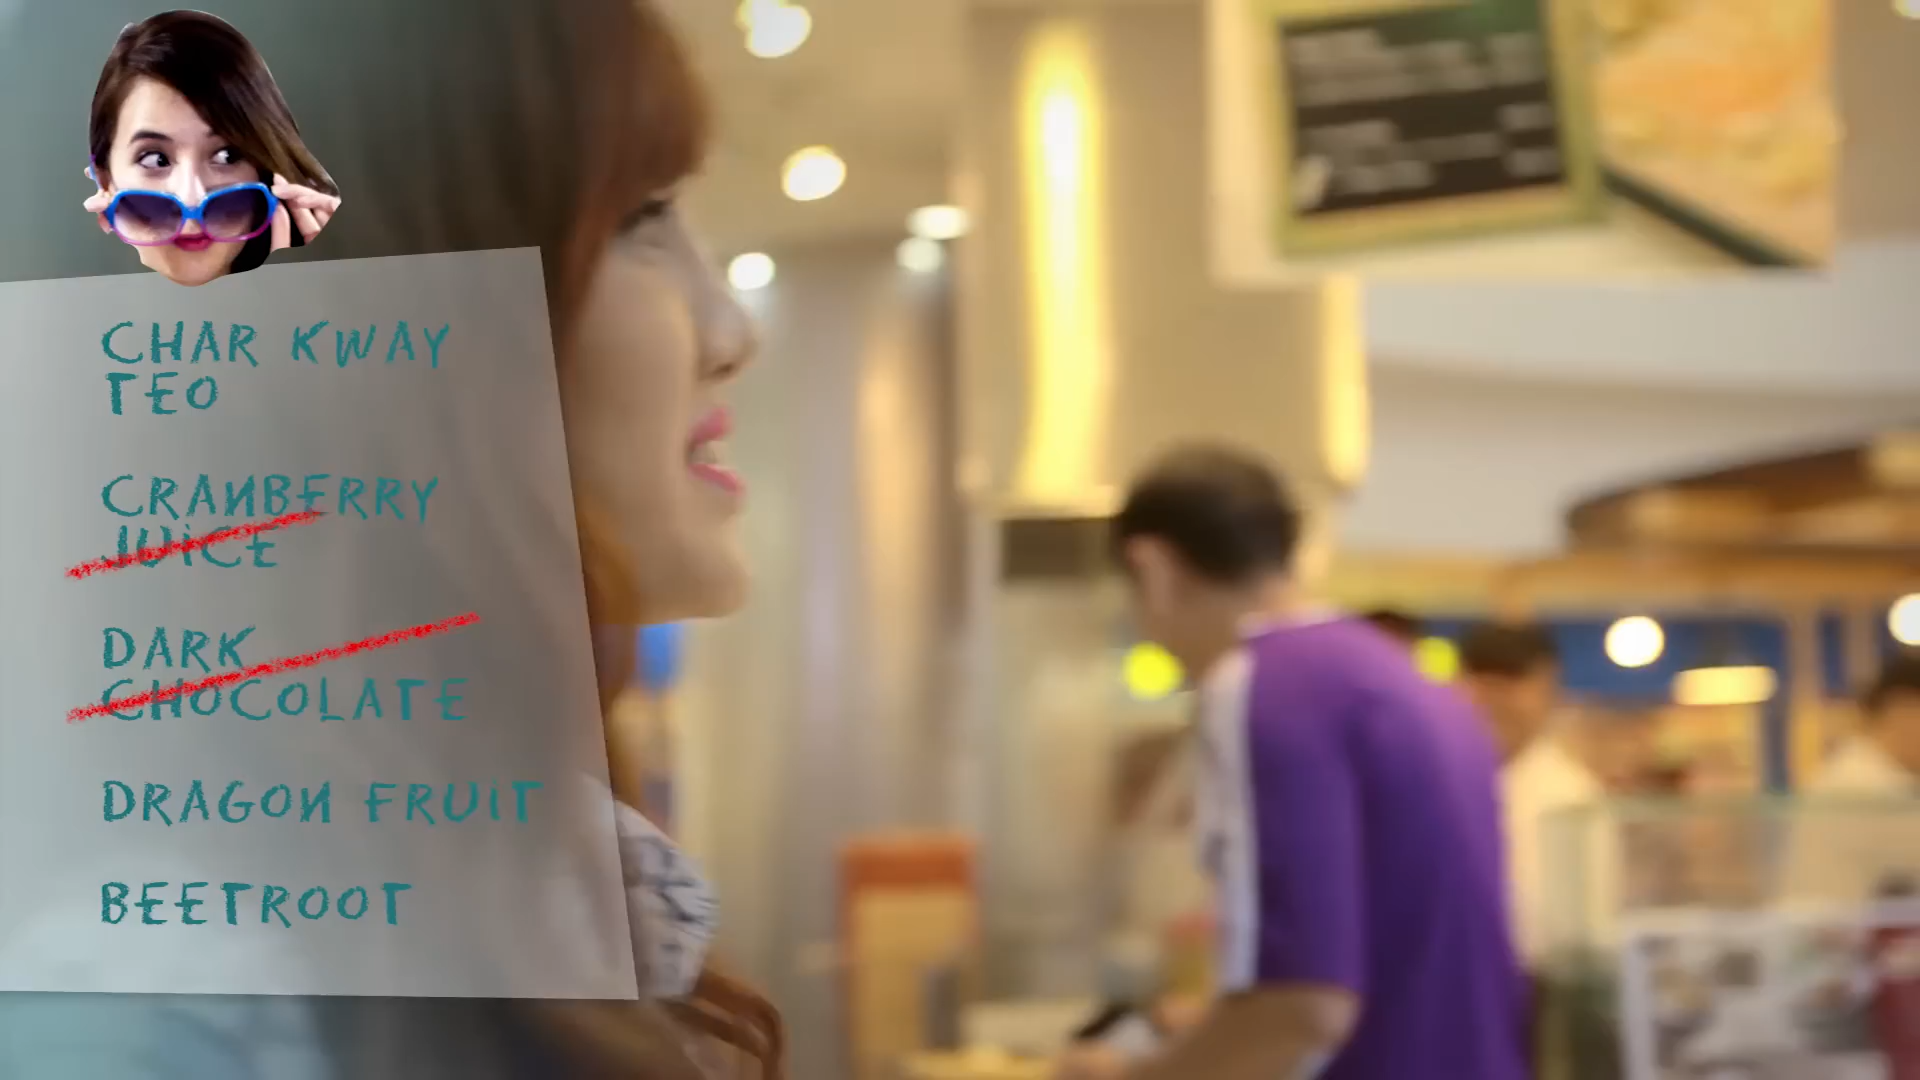 CHAR KWAY
TEO
CRANBERRY
JUiCE
DARK
CHOCOLATE
DRAGON FRUiT
BEETROOT